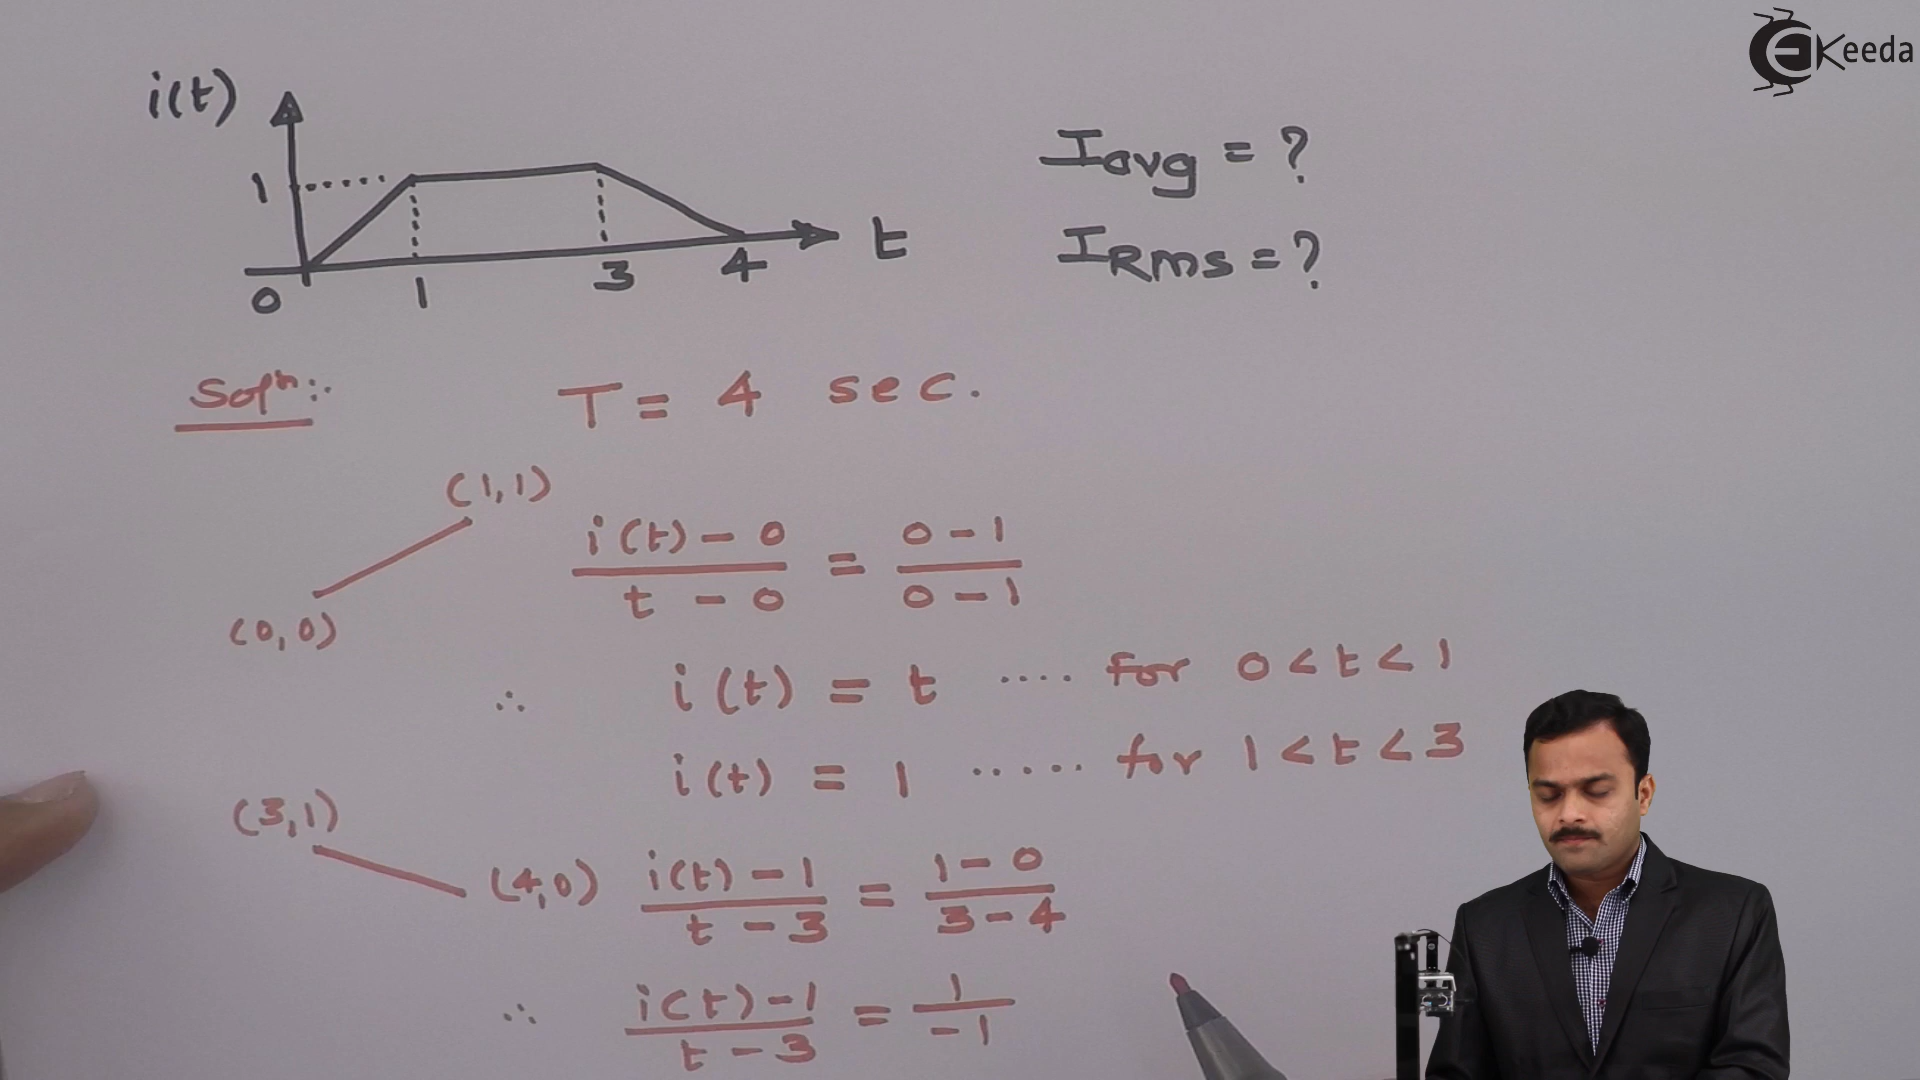 eKeeda
i(t)
1
0 1 3 4 t
Iavg = ?
IRms = ?
Solⁿ:- T = 4 sec.
(1,1)
(0,0)
i(t) - 0 / t - 0 = 0 - 1 / 0 - 1
∴ i(t) = t .... for 0 < t < 1
i(t) = 1 ..... for 1 < t < 3
(3,1)
(4,0) i(t) - 1 / t - 3 = 1 - 0 / 3 - 4
∴ i(t) - 1 / t - 3 = 1 / -1